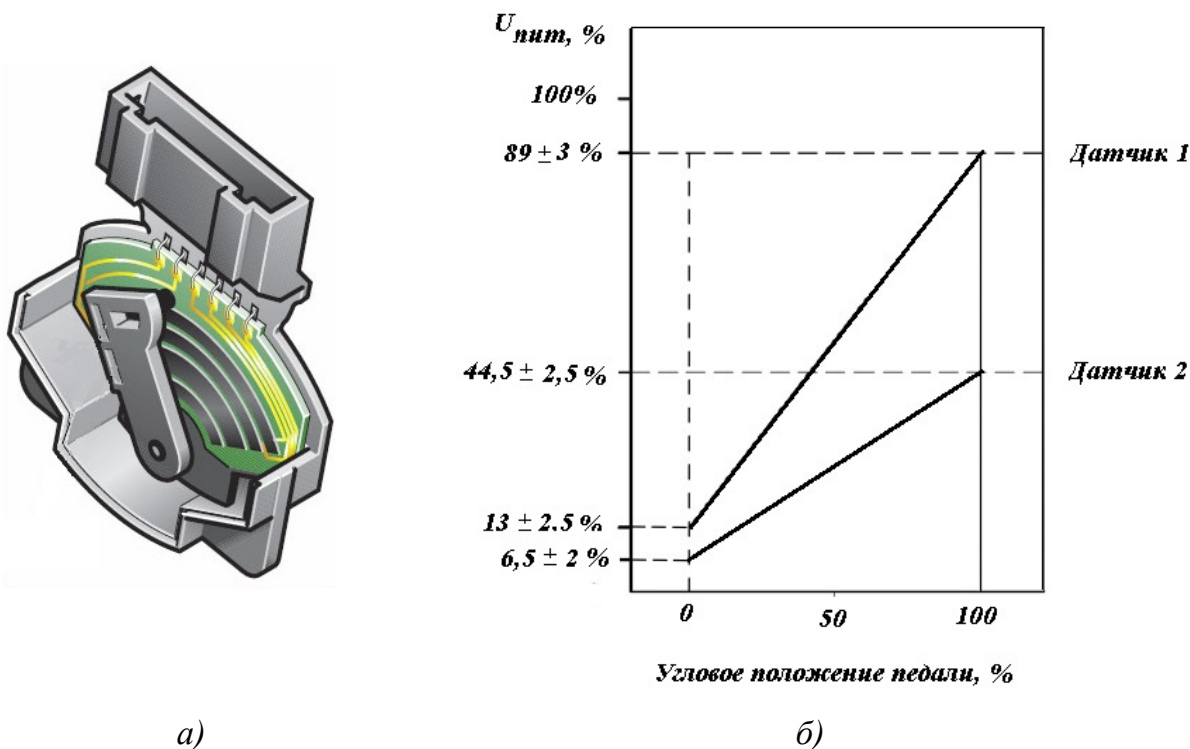 U пит, %
100%
89 ± 3 %
Датчик 1
44,5 ± 2,5 %
Датчик 2
13 ± 2.5 %
6,5 ± 2 %
0 50 100
Угловое положение педали, %
а) б)